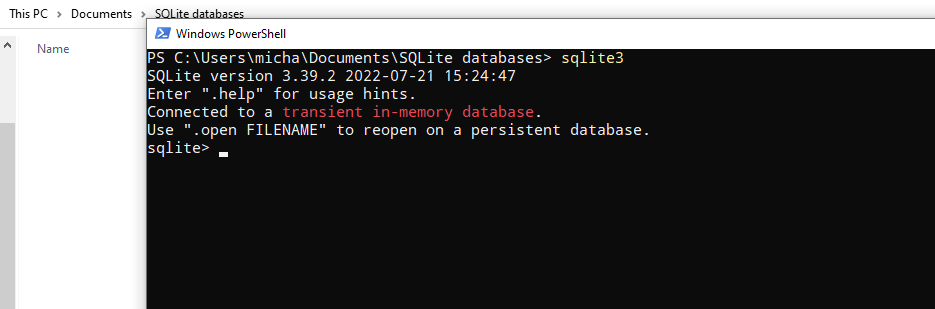 This PC > Documents > SQLite databases
Name
Windows PowerShell
PS C:\Users\micha\Documents\SQLite databases> sqlite3
SQLite version 3.39.2 2022-07-21 15:24:47
Enter ".help" for usage hints.
Connected to a transient in-memory database.
Use ".open FILENAME" to reopen on a persistent database.
sqlite>